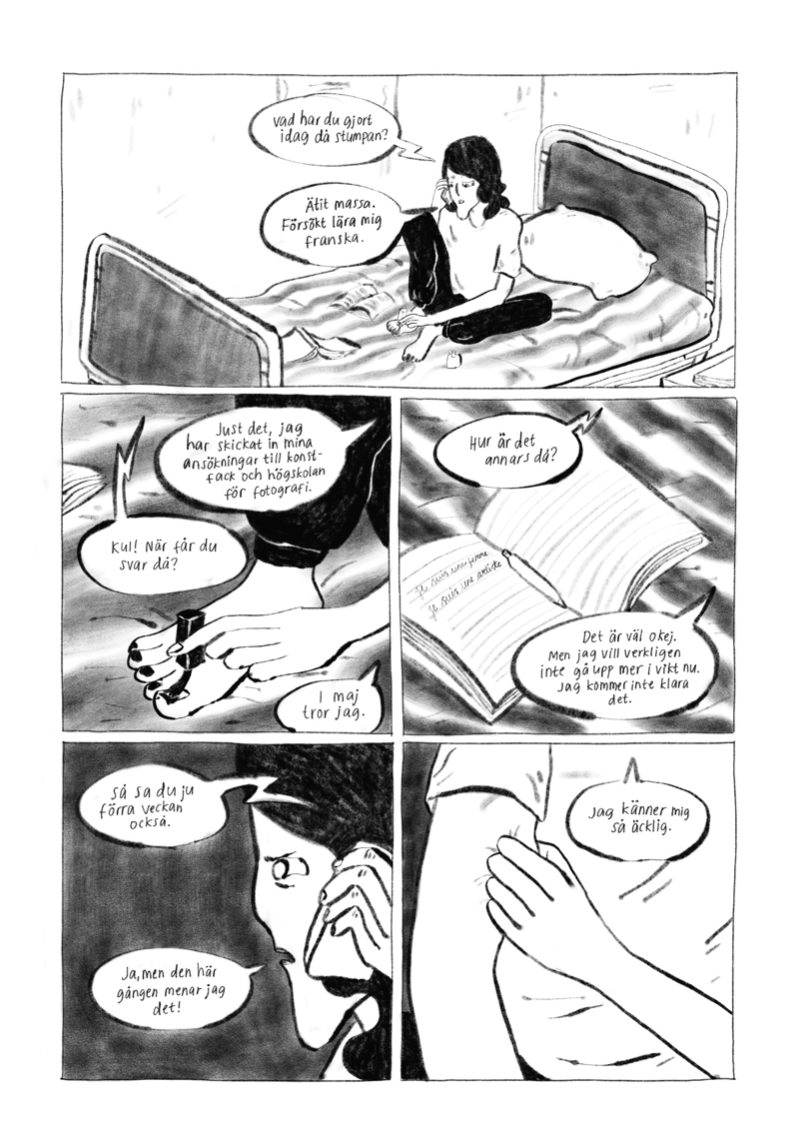 Vad har du gjort
idag då stumpan?
Ätit massa.
Försökt lära mig
franska.
Just det, jag
har skickat in mina
ansökningar till konst-
fack och högskolan
för fotografi.
Kul! När får du
svar då?
I maj
tror jag.
Hur är det
annars då?
Je suis une femme
Je suis une artiste
Det är väl okej.
Men jag vill verkligen
inte gå upp mer i vikt nu.
Jag kommer inte klara
det.
Så sa du ju
förra veckan
också.
Ja, men den här
gången menar jag
det!
Jag känner mig
så äcklig.